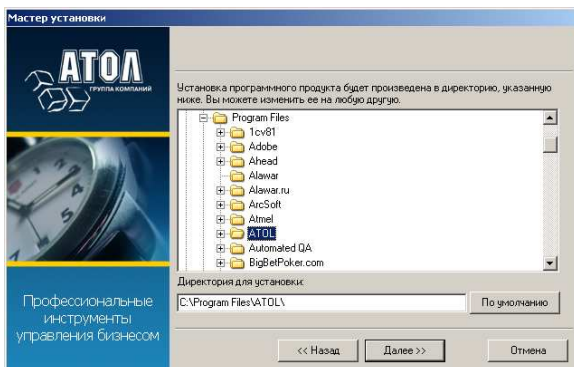 Мастер установки
АТОЛ
ГРУППА КОМПАНИЙ
Профессиональные
инструменты
управления бизнесом
Установка программного продукта будет произведена в директорию, указанную
ниже. Вы можете изменить ее на любую другую.
Program Files
1cv81
Adobe
Ahead
Alawar
Alawar.ru
ArcSoft
Atmel
ATOL
Automated QA
BigBetPoker.com
Директория для установки:
C:\Program Files\ATOL\
По умолчанию
<< Назад
Далее >>
Отмена